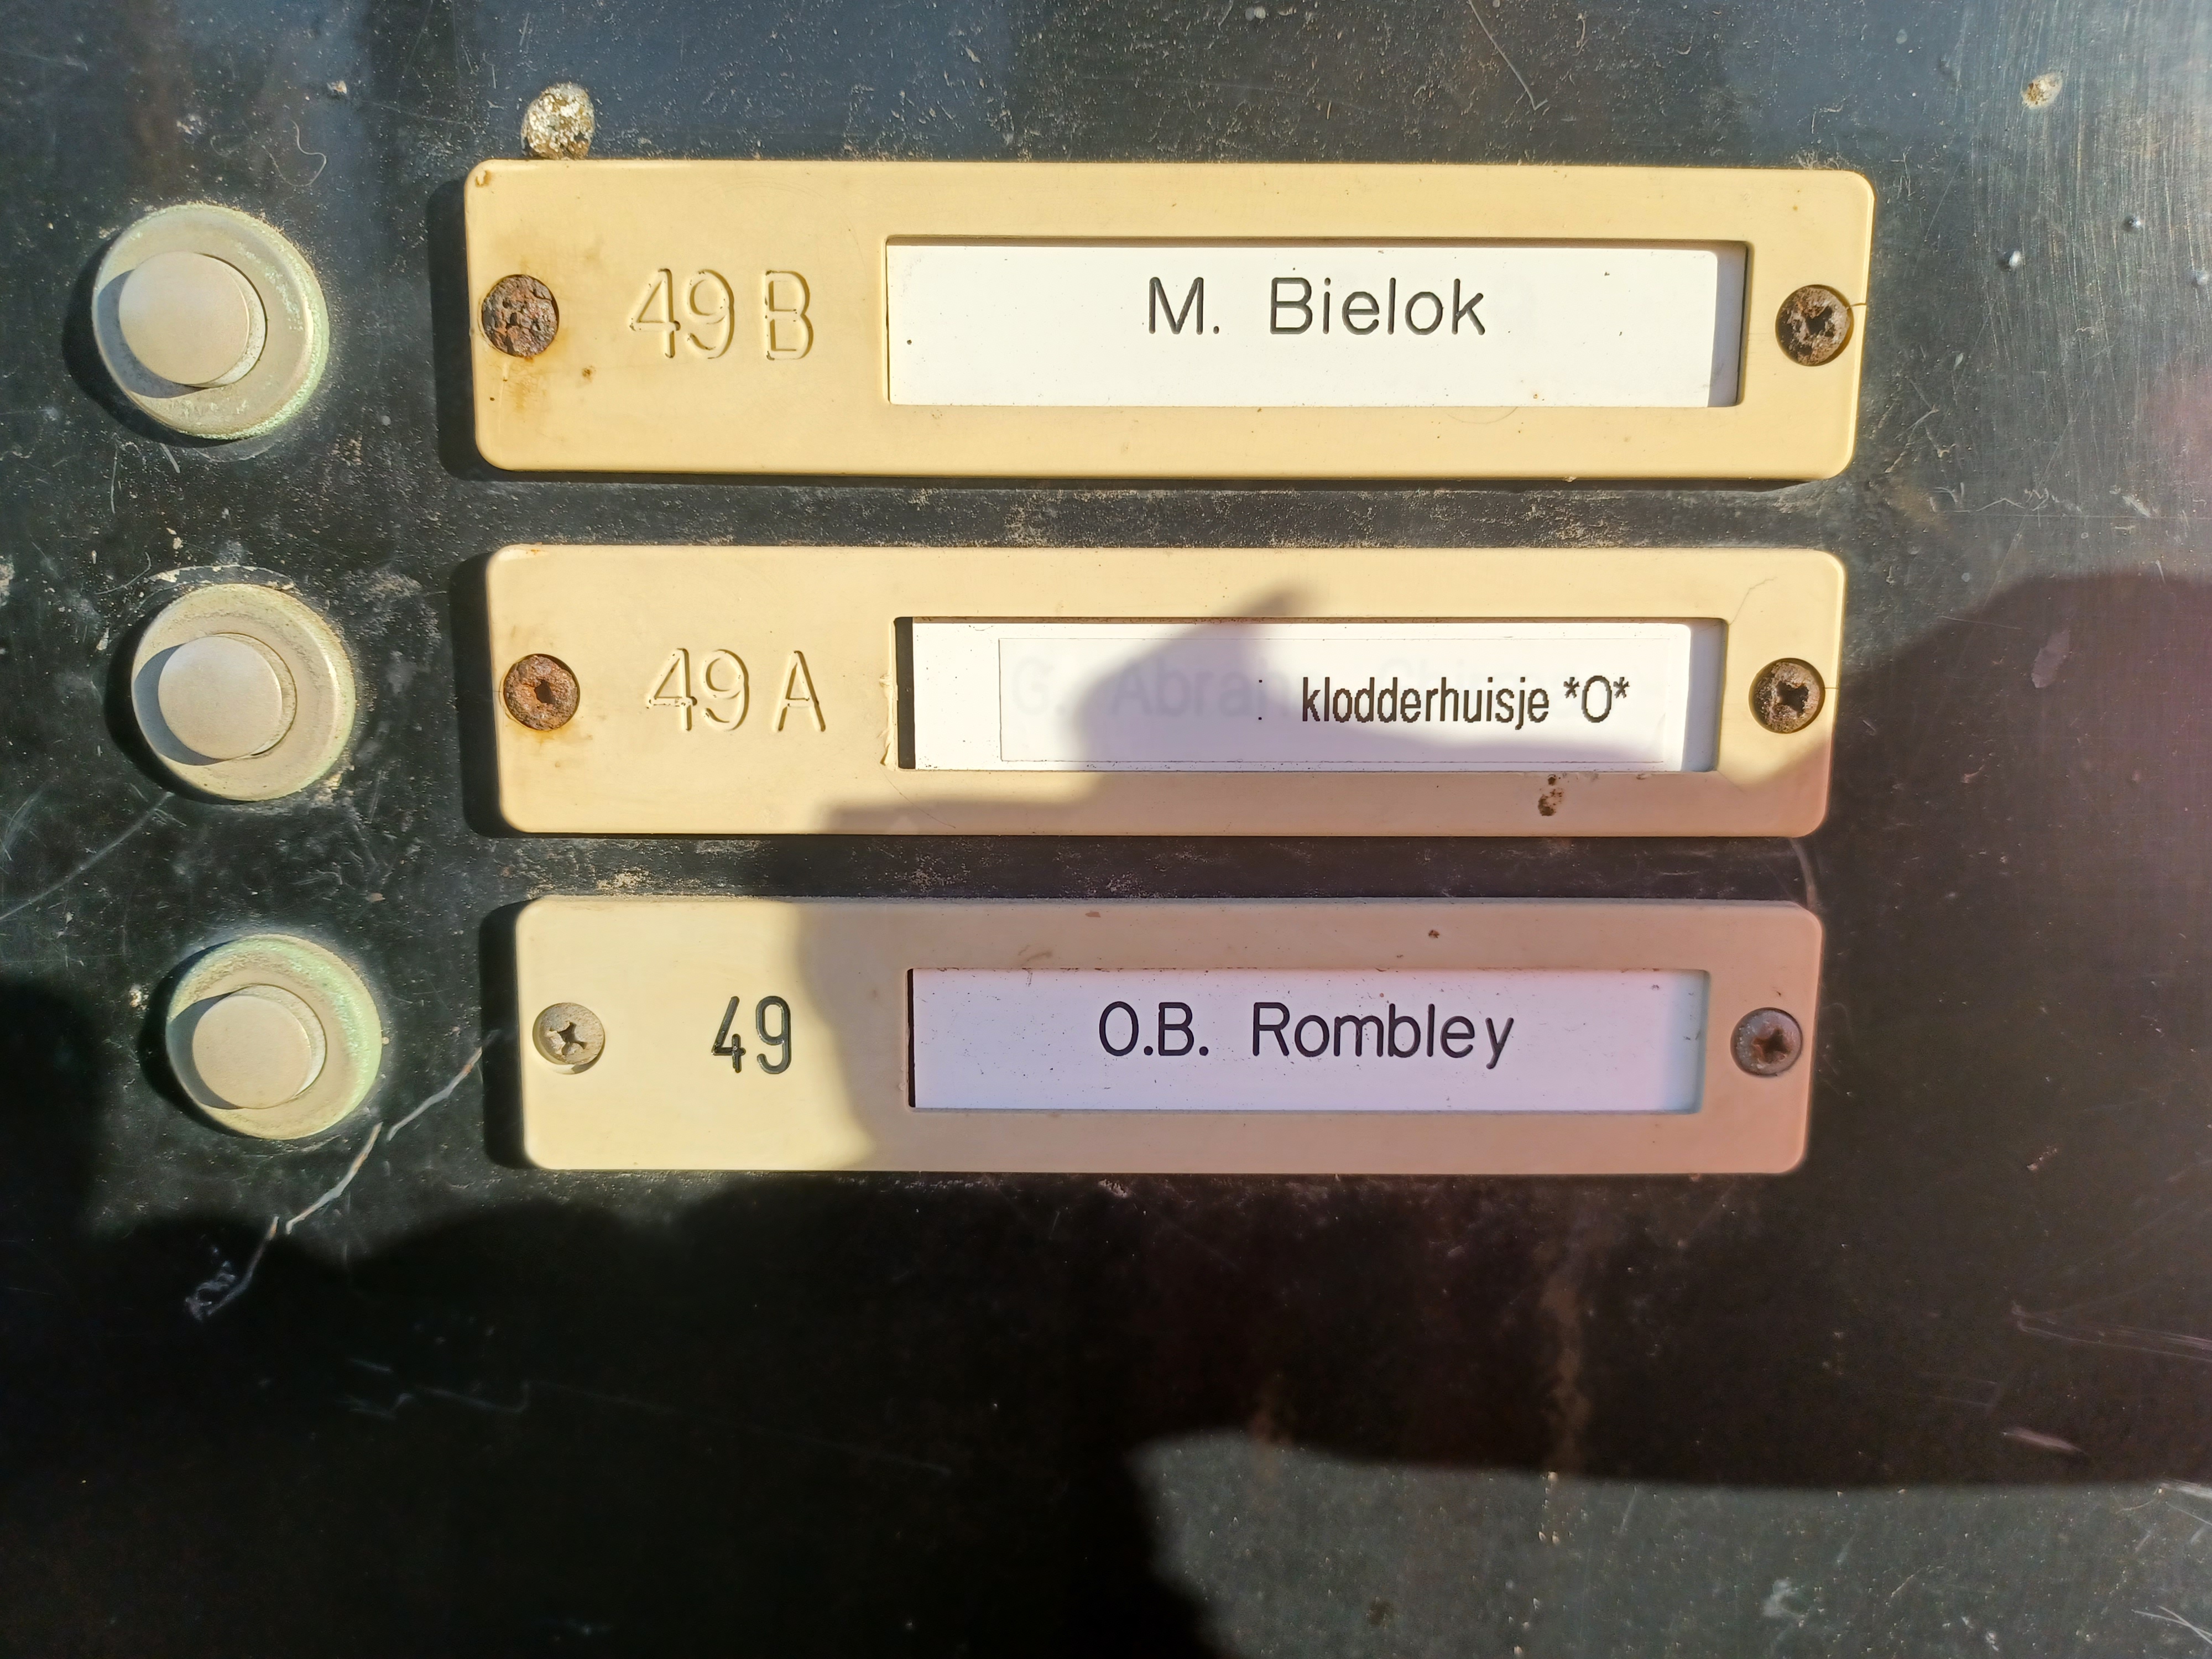 49 B M. Bielok
49 A klodderhuisje *O*
49 O.B. Rombley